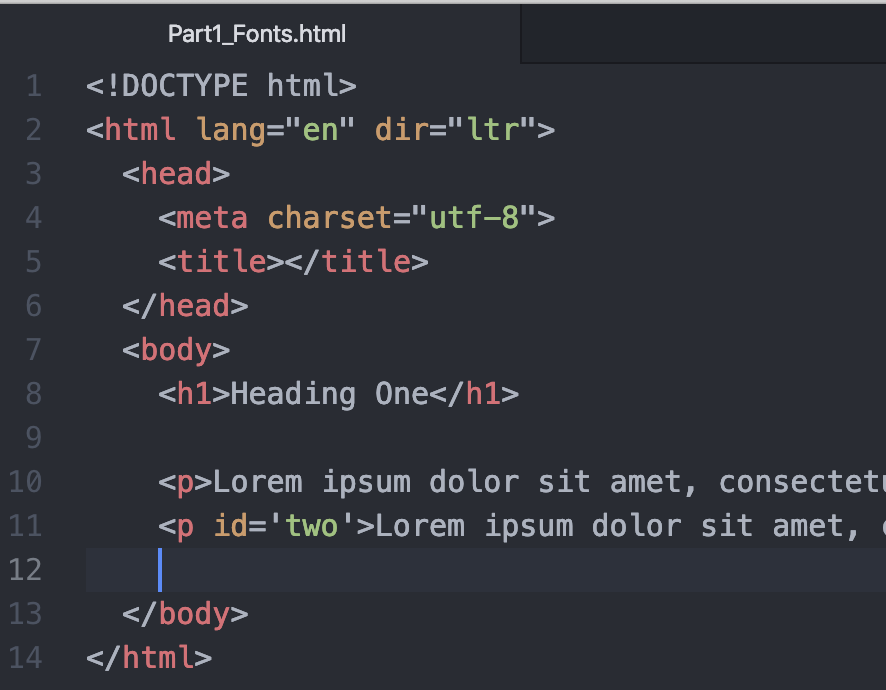 Part1_Fonts.html
1 <!DOCTYPE html>
2 <html lang="en" dir="ltr">
3 <head>
4 <meta charset="utf-8">
5 <title></title>
6 </head>
7 <body>
8 <h1>Heading One</h1>
9
10 <p>Lorem ipsum dolor sit amet, consectetu
11 <p id='two'>Lorem ipsum dolor sit amet,
12
13 </body>
14 </html>